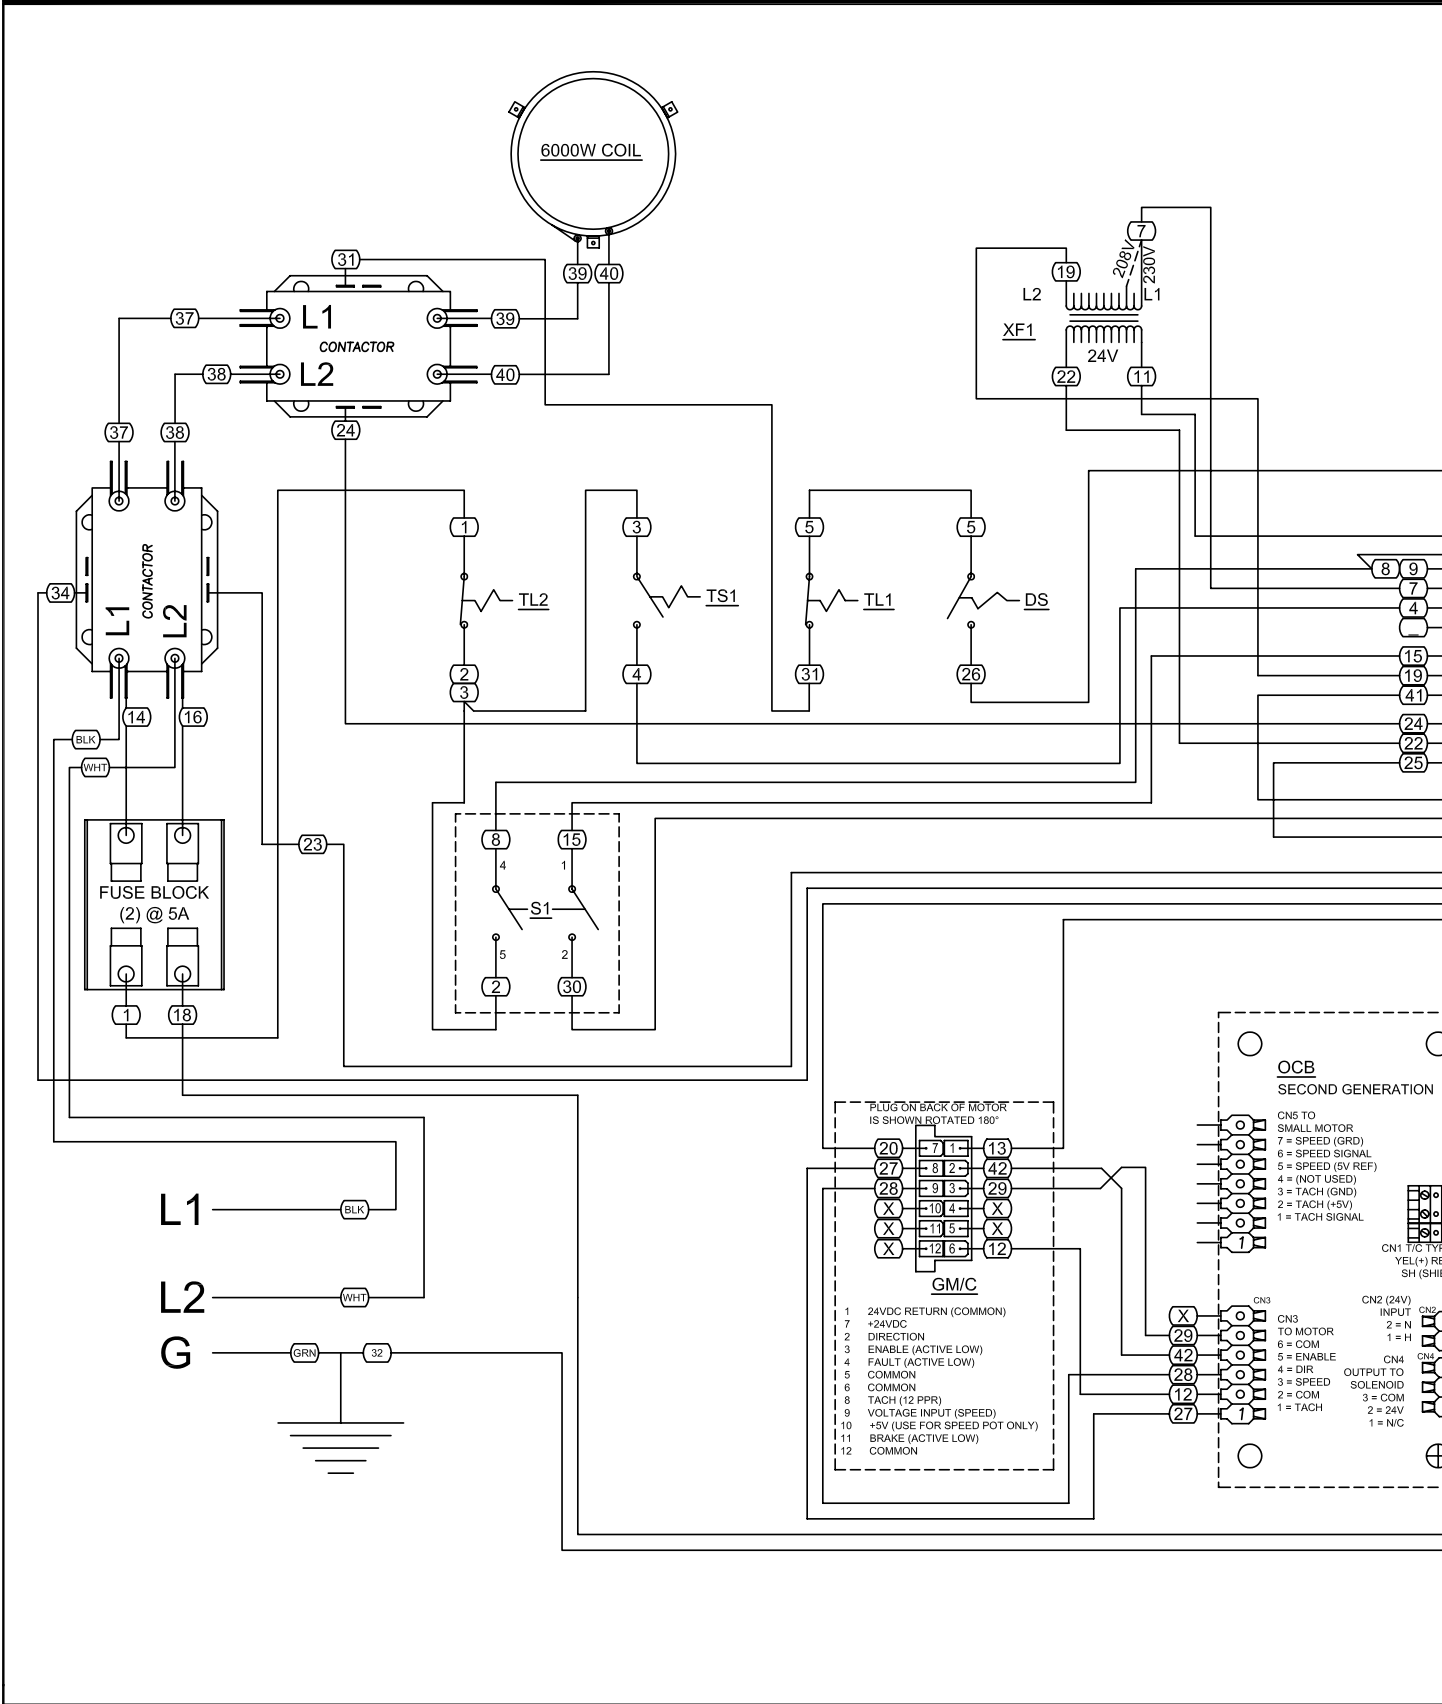 6000W COIL
31
39
40
7
208V
230V
19
L2
L1
XF1
24V
22
11
37
L1
39
CONTACTOR
38
L2
40
24
37
38
1
3
5
5
CONTACTOR
L1
L2
34
TL2
TS1
TL1
DS
8
9
7
4
_
15
19
41
24
22
25
2
3
4
31
26
14
16
BLK
WHT
23
8
15
4
1
S1
5
2
2
30
FUSE BLOCK
(2) @ 5A
1
18
OCB
SECOND GENERATION
CN5 TO
SMALL MOTOR
7 = SPEED (GRD)
6 = SPEED SIGNAL
5 = SPEED (5V REF)
4 = (NOT USED)
3 = TACH (GND)
2 = TACH (+5V)
1 = TACH SIGNAL
1
CN1 T/C TYP
YEL(+) RE
SH (SHIE
PLUG ON BACK OF MOTOR
IS SHOWN ROTATED 180°
20
7
1
13
27
8
2
42
28
9
3
29
X
10
4
X
X
11
5
X
X
12
6
12
GM/C
1 24VDC RETURN (COMMON)
7 +24VDC
2 DIRECTION
3 ENABLE (ACTIVE LOW)
4 FAULT (ACTIVE LOW)
5 COMMON
6 COMMON
8 TACH (12 PPR)
9 VOLTAGE INPUT (SPEED)
10 +5V (USE FOR SPEED POT ONLY)
11 BRAKE (ACTIVE LOW)
12 COMMON
CN3
X
29
42
28
12
27
1
CN3
TO MOTOR
6 = COM
5 = ENABLE
4 = DIR
3 = SPEED
2 = COM
1 = TACH
CN2 (24V)
INPUT
2 = N
1 = H
CN2
CN4
OUTPUT TO
SOLENOID
3 = COM
2 = 24V
1 = N/C
CN4
L1
BLK
L2
WHT
G
GRN
32